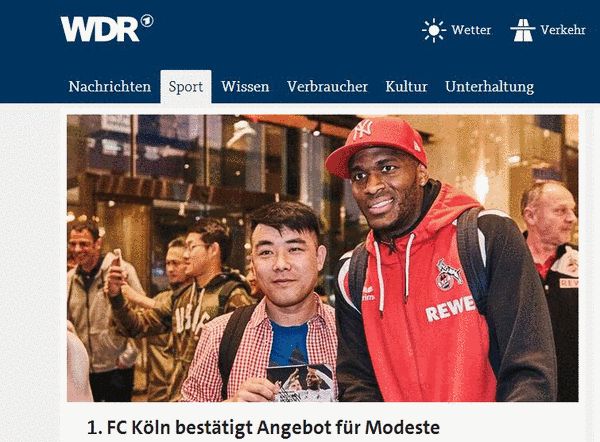 WDR
Wetter
Verkehr
Nachrichten
Sport
Wissen
Verbraucher
Kultur
Unterhaltung
NY
REWE
1. FC Köln bestätigt Angebot für Modeste